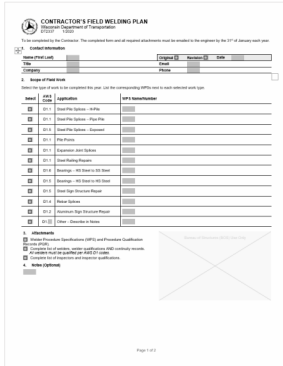 CONTRACTOR'S FIELD WELDING PLAN
Wisconsin Department of Transportation
DT2337 1/2020
To be completed by the Contractor. The completed form and all required attachments must be emailed to the engineers by the 31st of January each year.
1. Contact Information
Name (First Last) Original Revision Date
Title Email
Company Phone
2. Scope of Field Work
Select the type of work to be completed this year. List the corresponding WPSs next to each selected work type.
Select AWS Code Application WPS Name/Number
D1.1 Steel Pile Splices – H-Pile
D1.1 Steel Pile Splices – Pipe Pile
D1.5 Steel Pile Splices – Exposed
D1.1 Pile Points
D1.1 Expansion Joint Splices
D1.1 Steel Railing Repairs
D1.6 Bearings – HS Steel to SS Steel
D1.5 Bearings – HS Steel to HS Steel
D1.5 Steel Sign Structure Repair
D1.4 Rebar Splices
D1.2 Aluminum Sign Structure Repair
D1. Other – Describe in Notes
3. Attachments
Welder Procedure Specifications (WPS) and Procedure Qualification
Records (PQR)
Complete list of welders, welder qualifications AND continuity records
All welders must be qualified per AWS D1 codes
Complete list of inspectors and inspector qualifications
4. Notes (Optional)
Page 1 of 2